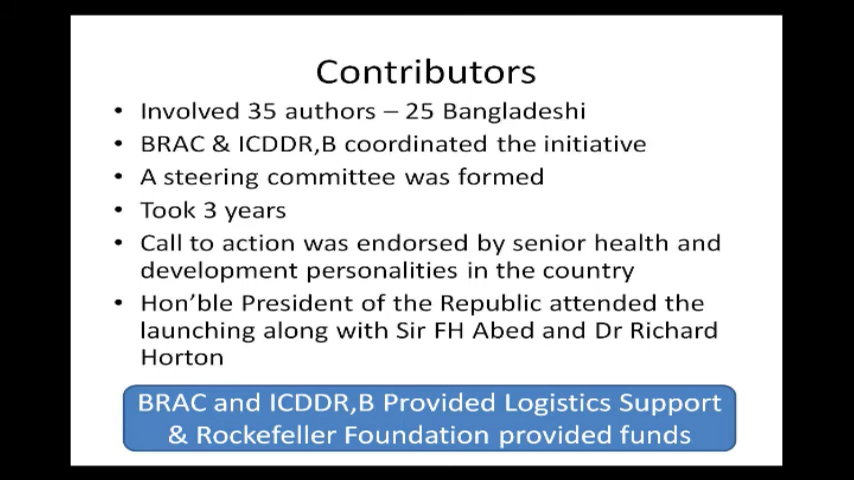 Contributors
• Involved 35 authors – 25 Bangladeshi
• BRAC & ICDDR,B coordinated the initiative
• A steering committee was formed
• Took 3 years
• Call to action was endorsed by senior health and
development personalities in the country
• Hon’ble President of the Republic attended the
launching along with Sir FH Abed and Dr Richard
Horton
BRAC and ICDDR,B Provided Logistics Support
& Rockefeller Foundation provided funds